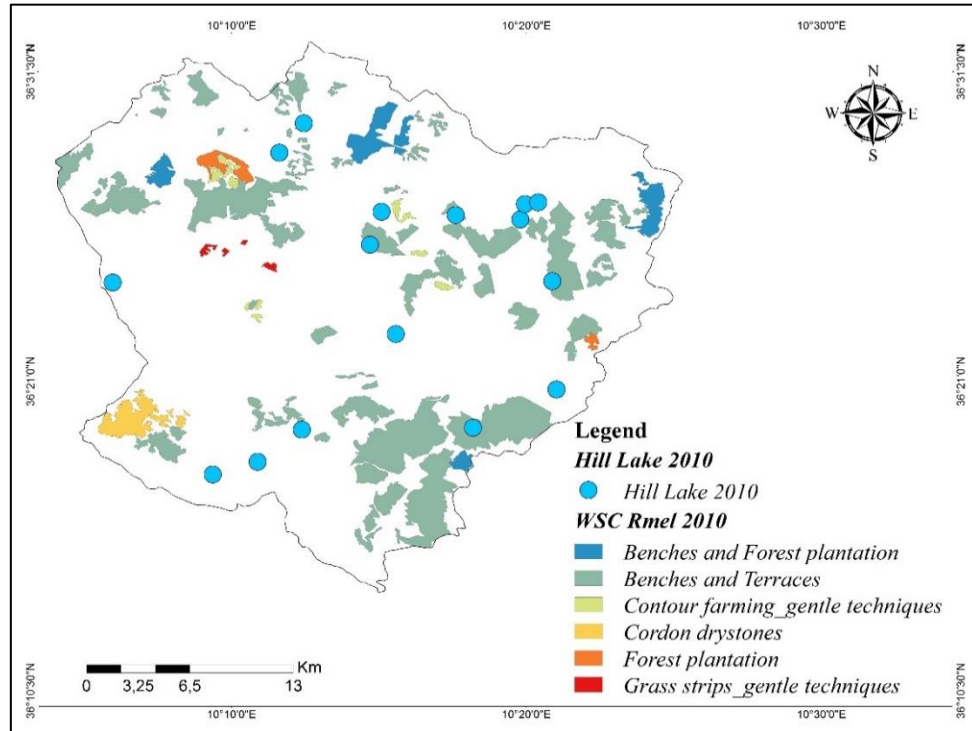 10°10'0"E 10°20'0"E 10°30'0"E
36°31'30"N 36°31'30"N
N
W E
S
36°21'0"N 36°21'0"N
Legend
Hill Lake 2010
Hill Lake 2010
WSC Rmel 2010
Benches and Forest plantation
Benches and Terraces
Contour farming_gentle techniques
Cordon drystones
Forest plantation
Grass strips_gentle techniques
Km
0 3,25 6,5 13
36°10'30"N 36°10'30"N
10°10'0"E 10°20'0"E 10°30'0"E